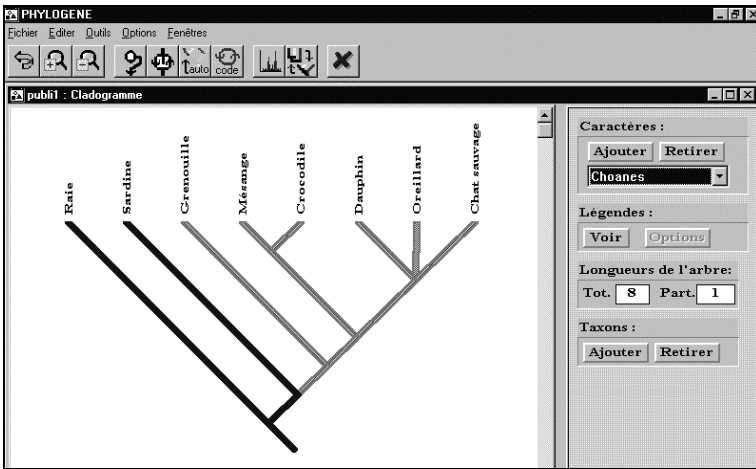 PHYLOGENE
Fichier Editer Outils Options Fenêtres
auto code
publi1 : Cladogramme
Raie
Sardine
Grenouille
Mésange
Crocodile
Dauphin
Oreillard
Chat sauvage
Caractères :
Ajouter Retirer
Choanes
Légendes :
Voir Options
Longueurs de l'arbre:
Tot. 8 Part. 1
Taxons :
Ajouter Retirer